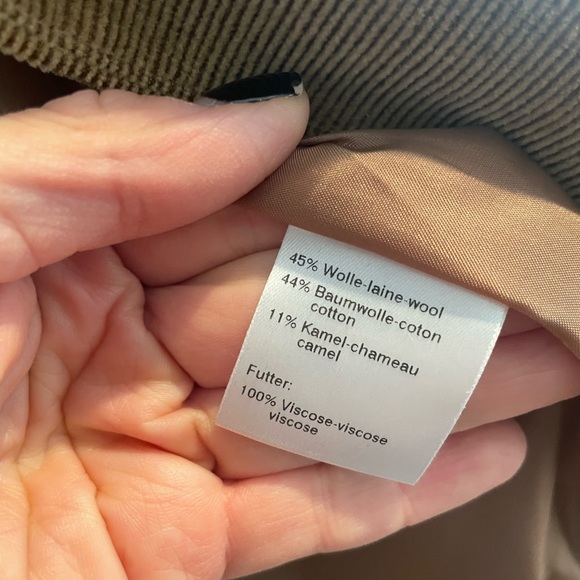 45% Wolle-laine-wool
44% Baumwolle-coton
cotton
11% Kamel-chameau
camel
Futter:
100% Viscose-viscose
viscose